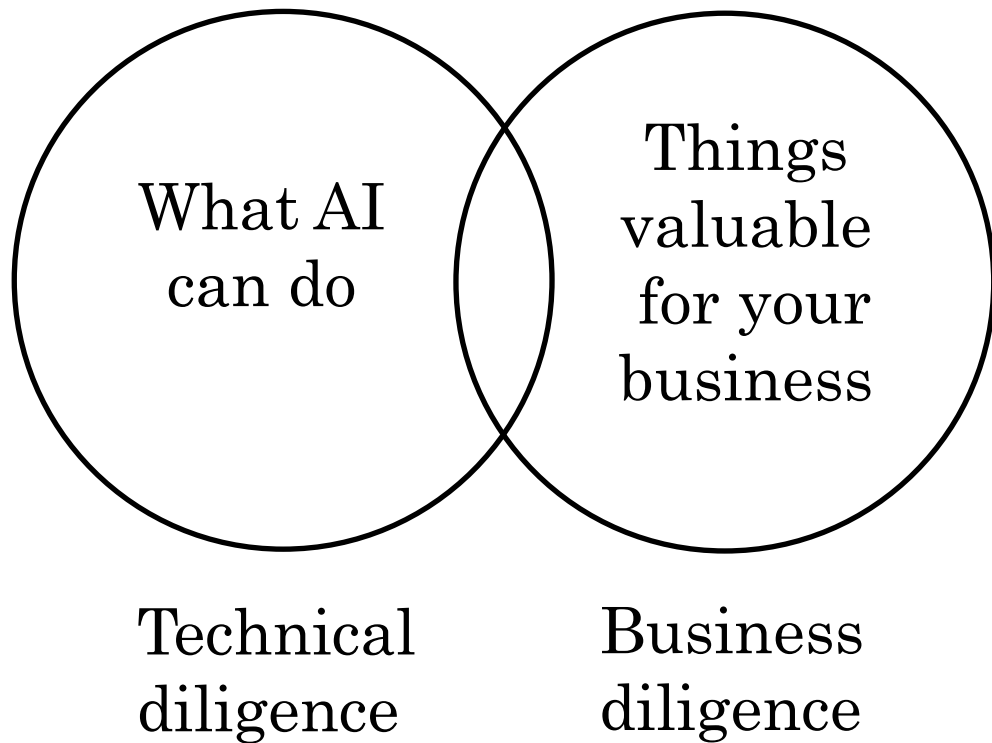 What AI
can do
Things
valuable
for your
business
Technical
diligence
Business
diligence